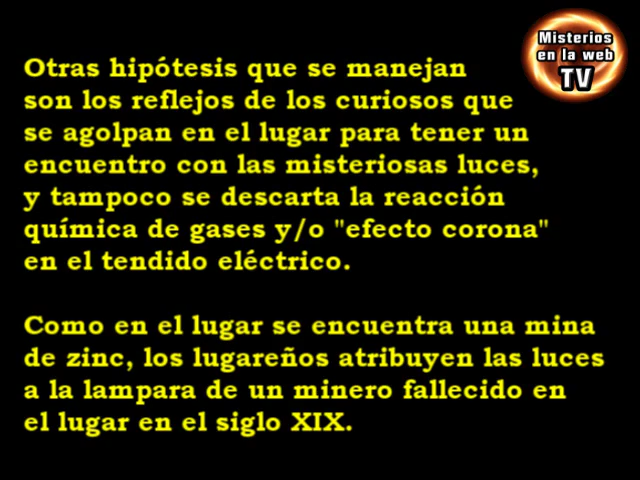 Misterios
en la web
TV
Otras hipótesis que se manejan
son los reflejos de los curiosos que
se agolpan en el lugar para tener un
encuentro con las misteriosas luces,
y tampoco se descarta la reacción
química de gases y/o "efecto corona"
en el tendido eléctrico.
Como en el lugar se encuentra una mina
de zinc, los lugareños atribuyen las luces
a la lampara de un minero fallecido en
el lugar en el siglo XIX.